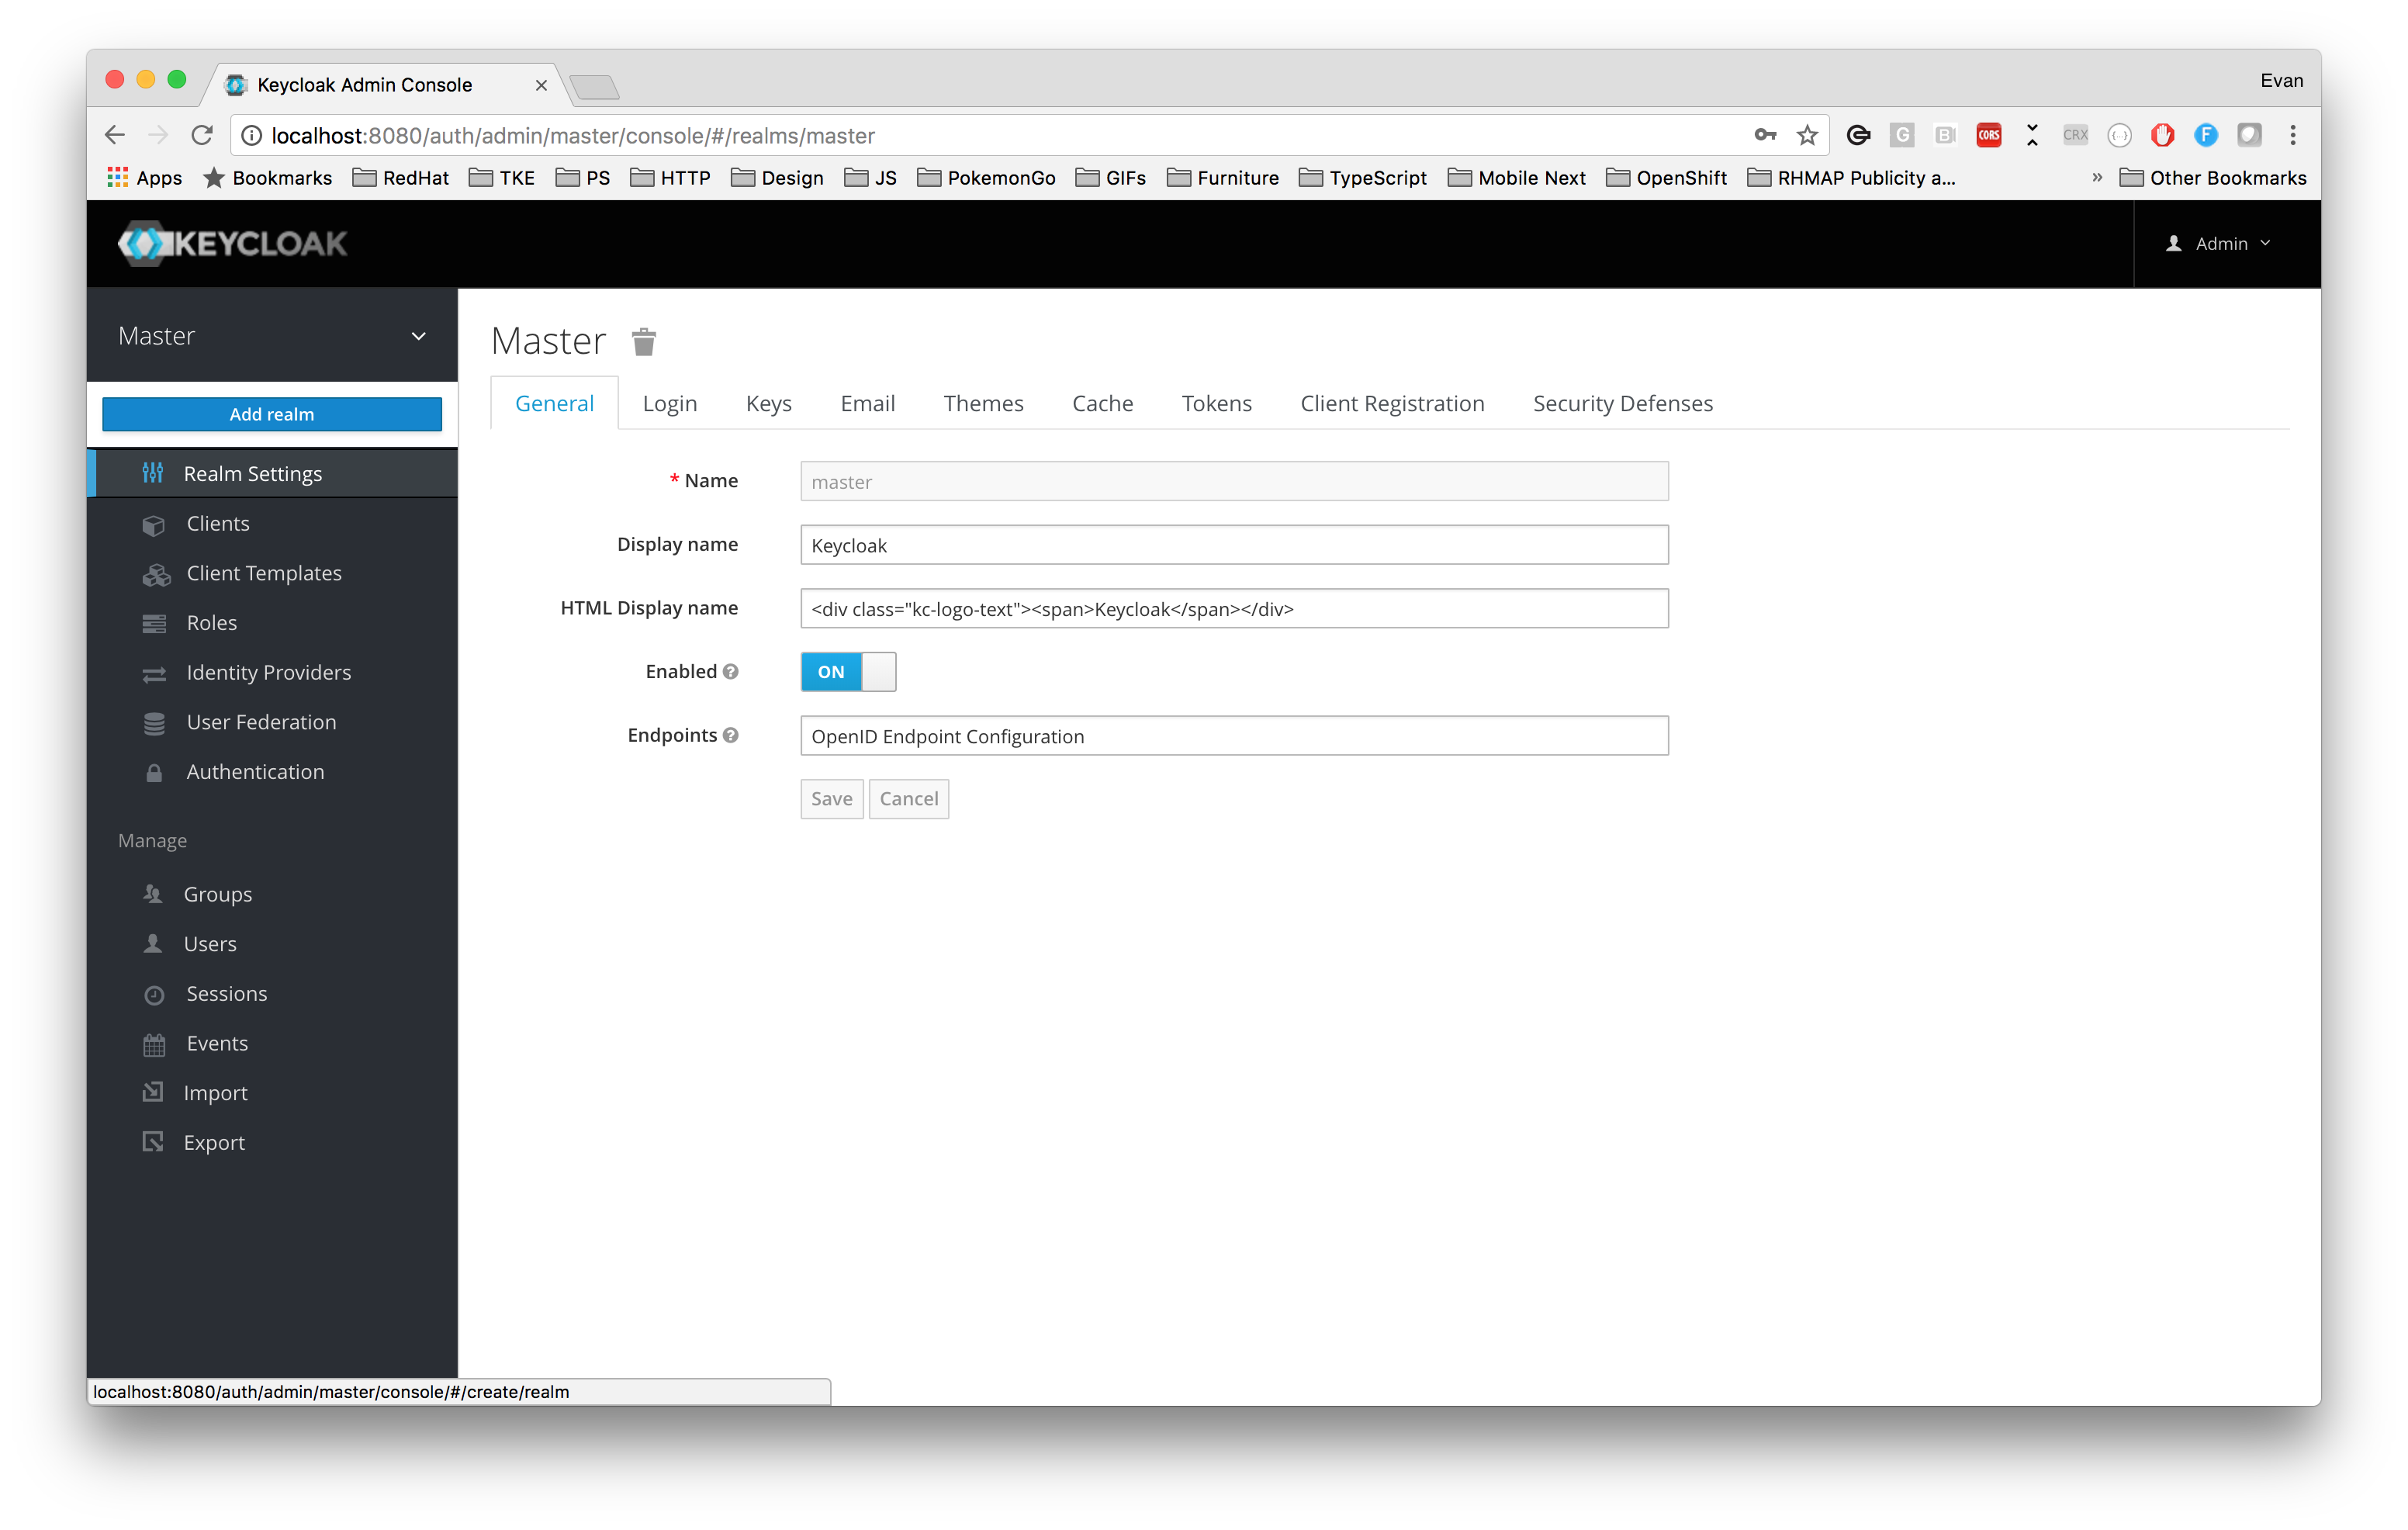 Keycloak Admin Console
Evan
localhost:8080/auth/admin/master/console/#/realms/master
G
B
CORS
CRX
{...}
F
Apps Bookmarks RedHat TKE PS HTTP Design JS PokemonGo GIFs Furniture TypeScript Mobile Next OpenShift RHMAP Publicity a... » Other Bookmarks
KEYCLOAK
Admin
Master
Add realm
Realm Settings
Clients
Client Templates
Roles
Identity Providers
User Federation
Authentication
Manage
Groups
Users
Sessions
Events
Import
Export
Master
General Login Keys Email Themes Cache Tokens Client Registration Security Defenses
* Name master
Display name Keycloak
HTML Display name <div class="kc-logo-text"><span>Keycloak</span></div>
Enabled ? ON
Endpoints ? OpenID Endpoint Configuration
Save Cancel
localhost:8080/auth/admin/master/console/#/create/realm